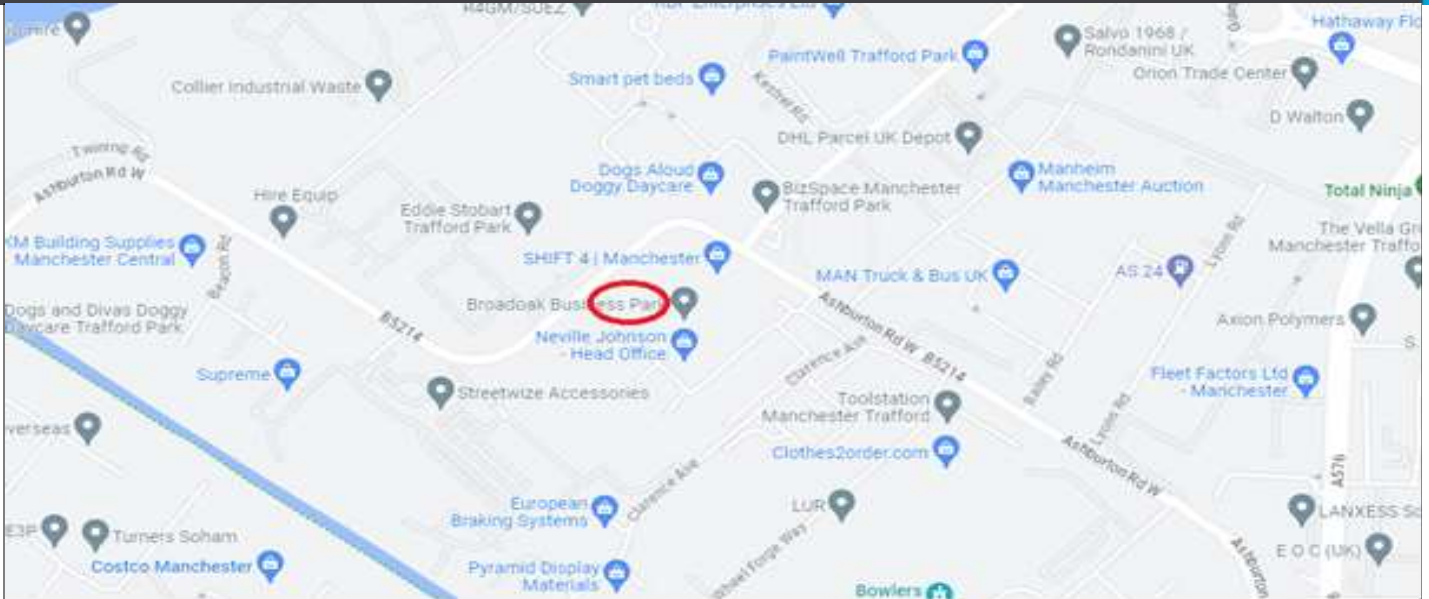 R4GM/SUEZ
Collier Industrial Waste
Smart pet beds
PaintWell Trafford Park
Kestrel Rd
Salvo 1968 /
Rondanini UK
Hathaway Flo
Orion Trade Center
D Walton
DHL Parcel UK Depot
Twining Rd
Ashburton Rd W
Hire Equip
Eddie Stobart
Trafford Park
Dogs Aloud
Doggy Daycare
BizSpace Manchester
Trafford Park
Manheim
Manchester Auction
Total Ninja
KM Building Supplies
Manchester Central
Beacon Rd
SHIFT 4 | Manchester
MAN Truck & Bus UK
AS 24
Lyons Rd
The Vella Gr
Manchester Traffo
Dogs and Divas Doggy
Daycare Trafford Park
Broadoak Business Park
B5214
Neville Johnson
- Head Office
Ashburton Rd W B5214
Clarence Ave
Axion Polymers
S
Supreme
Streetwize Accessories
Toolstation
Manchester Trafford
Bailey Rd
Lyons Rd
Fleet Factors Ltd
- Manchester
verseas
Clothes2order.com
Ashburton Rd W
A576
European
Braking Systems
Clarence Ave
LUR
LANXESS So
E3P
Turners Soham
E O C (UK)
Costco Manchester
Pyramid Display
Materials
Wheel Forge Way
Ashburton
Bowlers